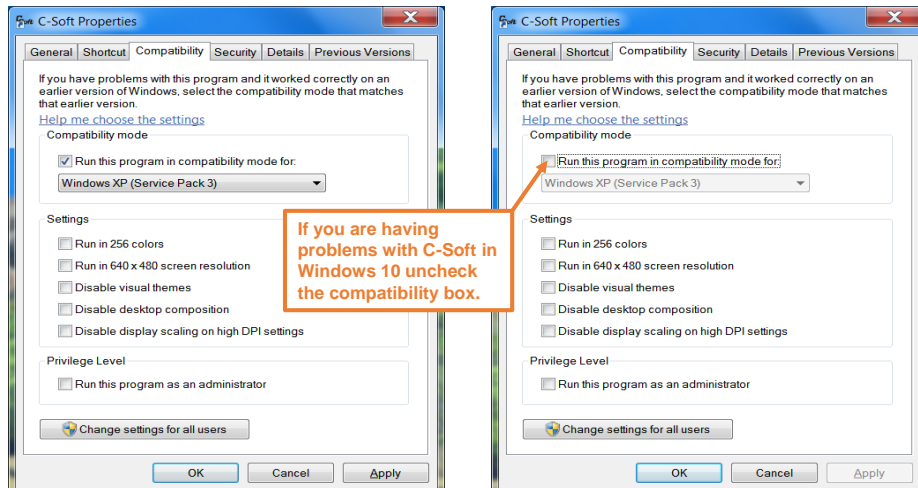 C-Soft Properties
General Shortcut Compatibility Security Details Previous Versions
If you have problems with this program and it worked correctly on an
earlier version of Windows, select the compatibility mode that matches
that earlier version.
Help me choose the settings
Compatibility mode
Run this program in compatibility mode for:
Windows XP (Service Pack 3)
Settings
Run in 256 colors
Run in 640 x 480 screen resolution
Disable visual themes
Disable desktop composition
Disable display scaling on high DPI settings
Privilege Level
Run this program as an administrator
Change settings for all users
OK Cancel Apply
If you are having
problems with C-Soft in
Windows 10 uncheck
the compatibility box.
C-Soft Properties
General Shortcut Compatibility Security Details Previous Versions
If you have problems with this program and it worked correctly on an
earlier version of Windows, select the compatibility mode that matches
that earlier version.
Help me choose the settings
Compatibility mode
Run this program in compatibility mode for:
Windows XP (Service Pack 3)
Settings
Run in 256 colors
Run in 640 x 480 screen resolution
Disable visual themes
Disable desktop composition
Disable display scaling on high DPI settings
Privilege Level
Run this program as an administrator
Change settings for all users
OK Cancel Apply